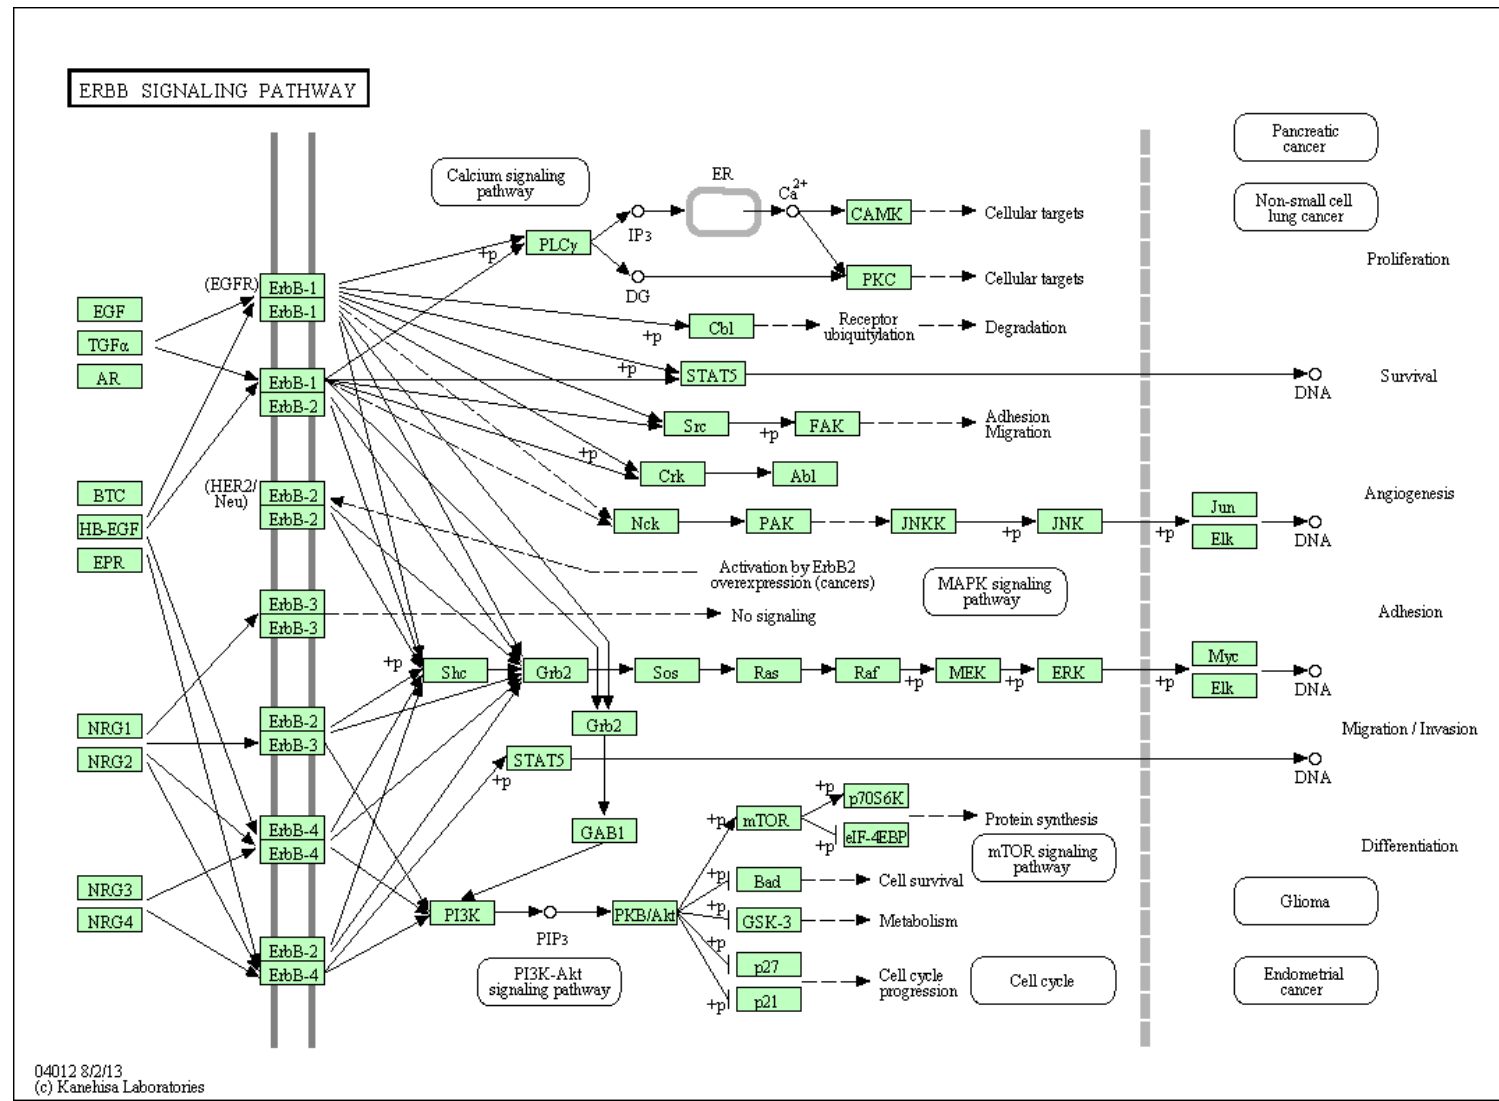 ERBB SIGNALING PATHWAY
Pancreatic
cancer
Calcium signaling
pathway
ER
Ca2+
Non-small cell
lung cancer
CAMK
Cellular targets
IP3
PLCγ
+p
Proliferation
(EGFR)
ErbB-1
ErbB-1
PKC
Cellular targets
DG
EGF
TGFα
AR
Cbl
+p
Receptor
ubiquitylation
Degradation
ErbB-1
ErbB-2
STAT5
+p
DNA
Survival
Src
+p
FAK
Adhesion
Migration
+p
Crk
Abl
BTC
HB-EGF
EPR
(HER2/
Neu)
ErbB-2
ErbB-2
Nck
PAK
JNKK
+p
JNK
+p
Jun
Elk
DNA
Angiogenesis
Activation by ErbB2
overexpression (cancers)
MAPK signaling
pathway
ErbB-3
ErbB-3
No signaling
Adhesion
+p
Shc
Grb2
Sos
Ras
Raf
+p
MEK
+p
ERK
+p
Myc
Elk
DNA
NRG1
NRG2
ErbB-2
ErbB-3
Grb2
Migration / Invasion
STAT5
+p
DNA
+p
p70S6K
ErbB-4
ErbB-4
GAB1
+p
mTOR
+p
eIF-4EBP
Protein synthesis
mTOR signaling
pathway
Differentiation
NRG3
NRG4
+p
Bad
Cell survival
PI3K
PIP3
PKB/Akt
+p
GSK-3
Metabolism
Glioma
ErbB-2
ErbB-4
+p
p27
+p
p21
Cell cycle
progression
Cell cycle
PI3K-Akt
signaling pathway
Endometrial
cancer
04012 8/2/13
(c) Kanehisa Laboratories